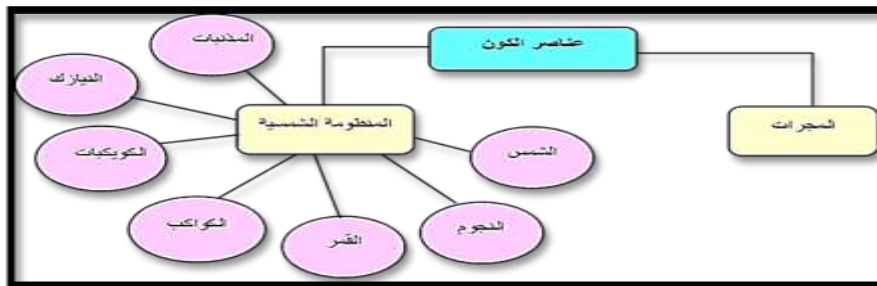 عناصر الكون
المجرات
المنظومة الشمسية
المذنبات
النيازك
الكويكبات
الكواكب
القمر
النجوم
الشمس